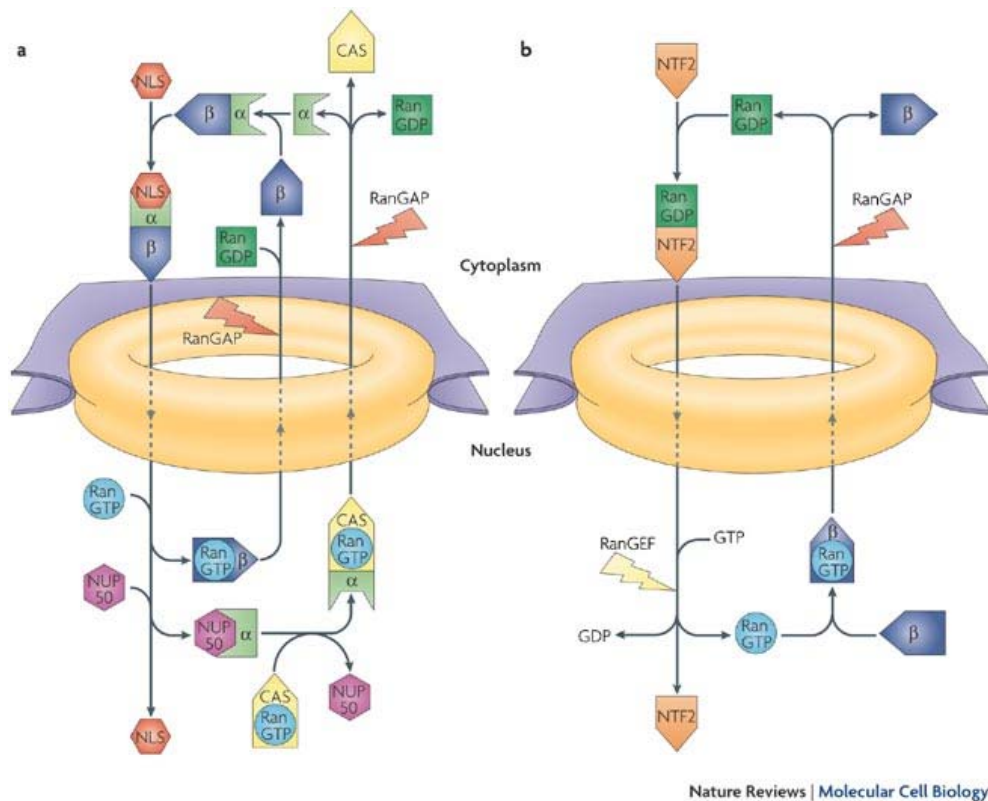 a
CAS
NLS
β α
α
Ran
GDP
NLS
α
β
β
Ran
GDP
RanGAP
RanGAP
Cytoplasm
Nucleus
Ran
GTP
Ran
GTP
β
NUP
50
NUP
50
α
CAS
Ran
GTP
α
CAS
Ran
GTP
NUP
50
NLS
b
NTF2
Ran
GDP
β
Ran
GDP
NTF2
RanGAP
RanGEF
GTP
β
Ran
GTP
GDP
Ran
GTP
β
NTF2
Nature Reviews | Molecular Cell Biology